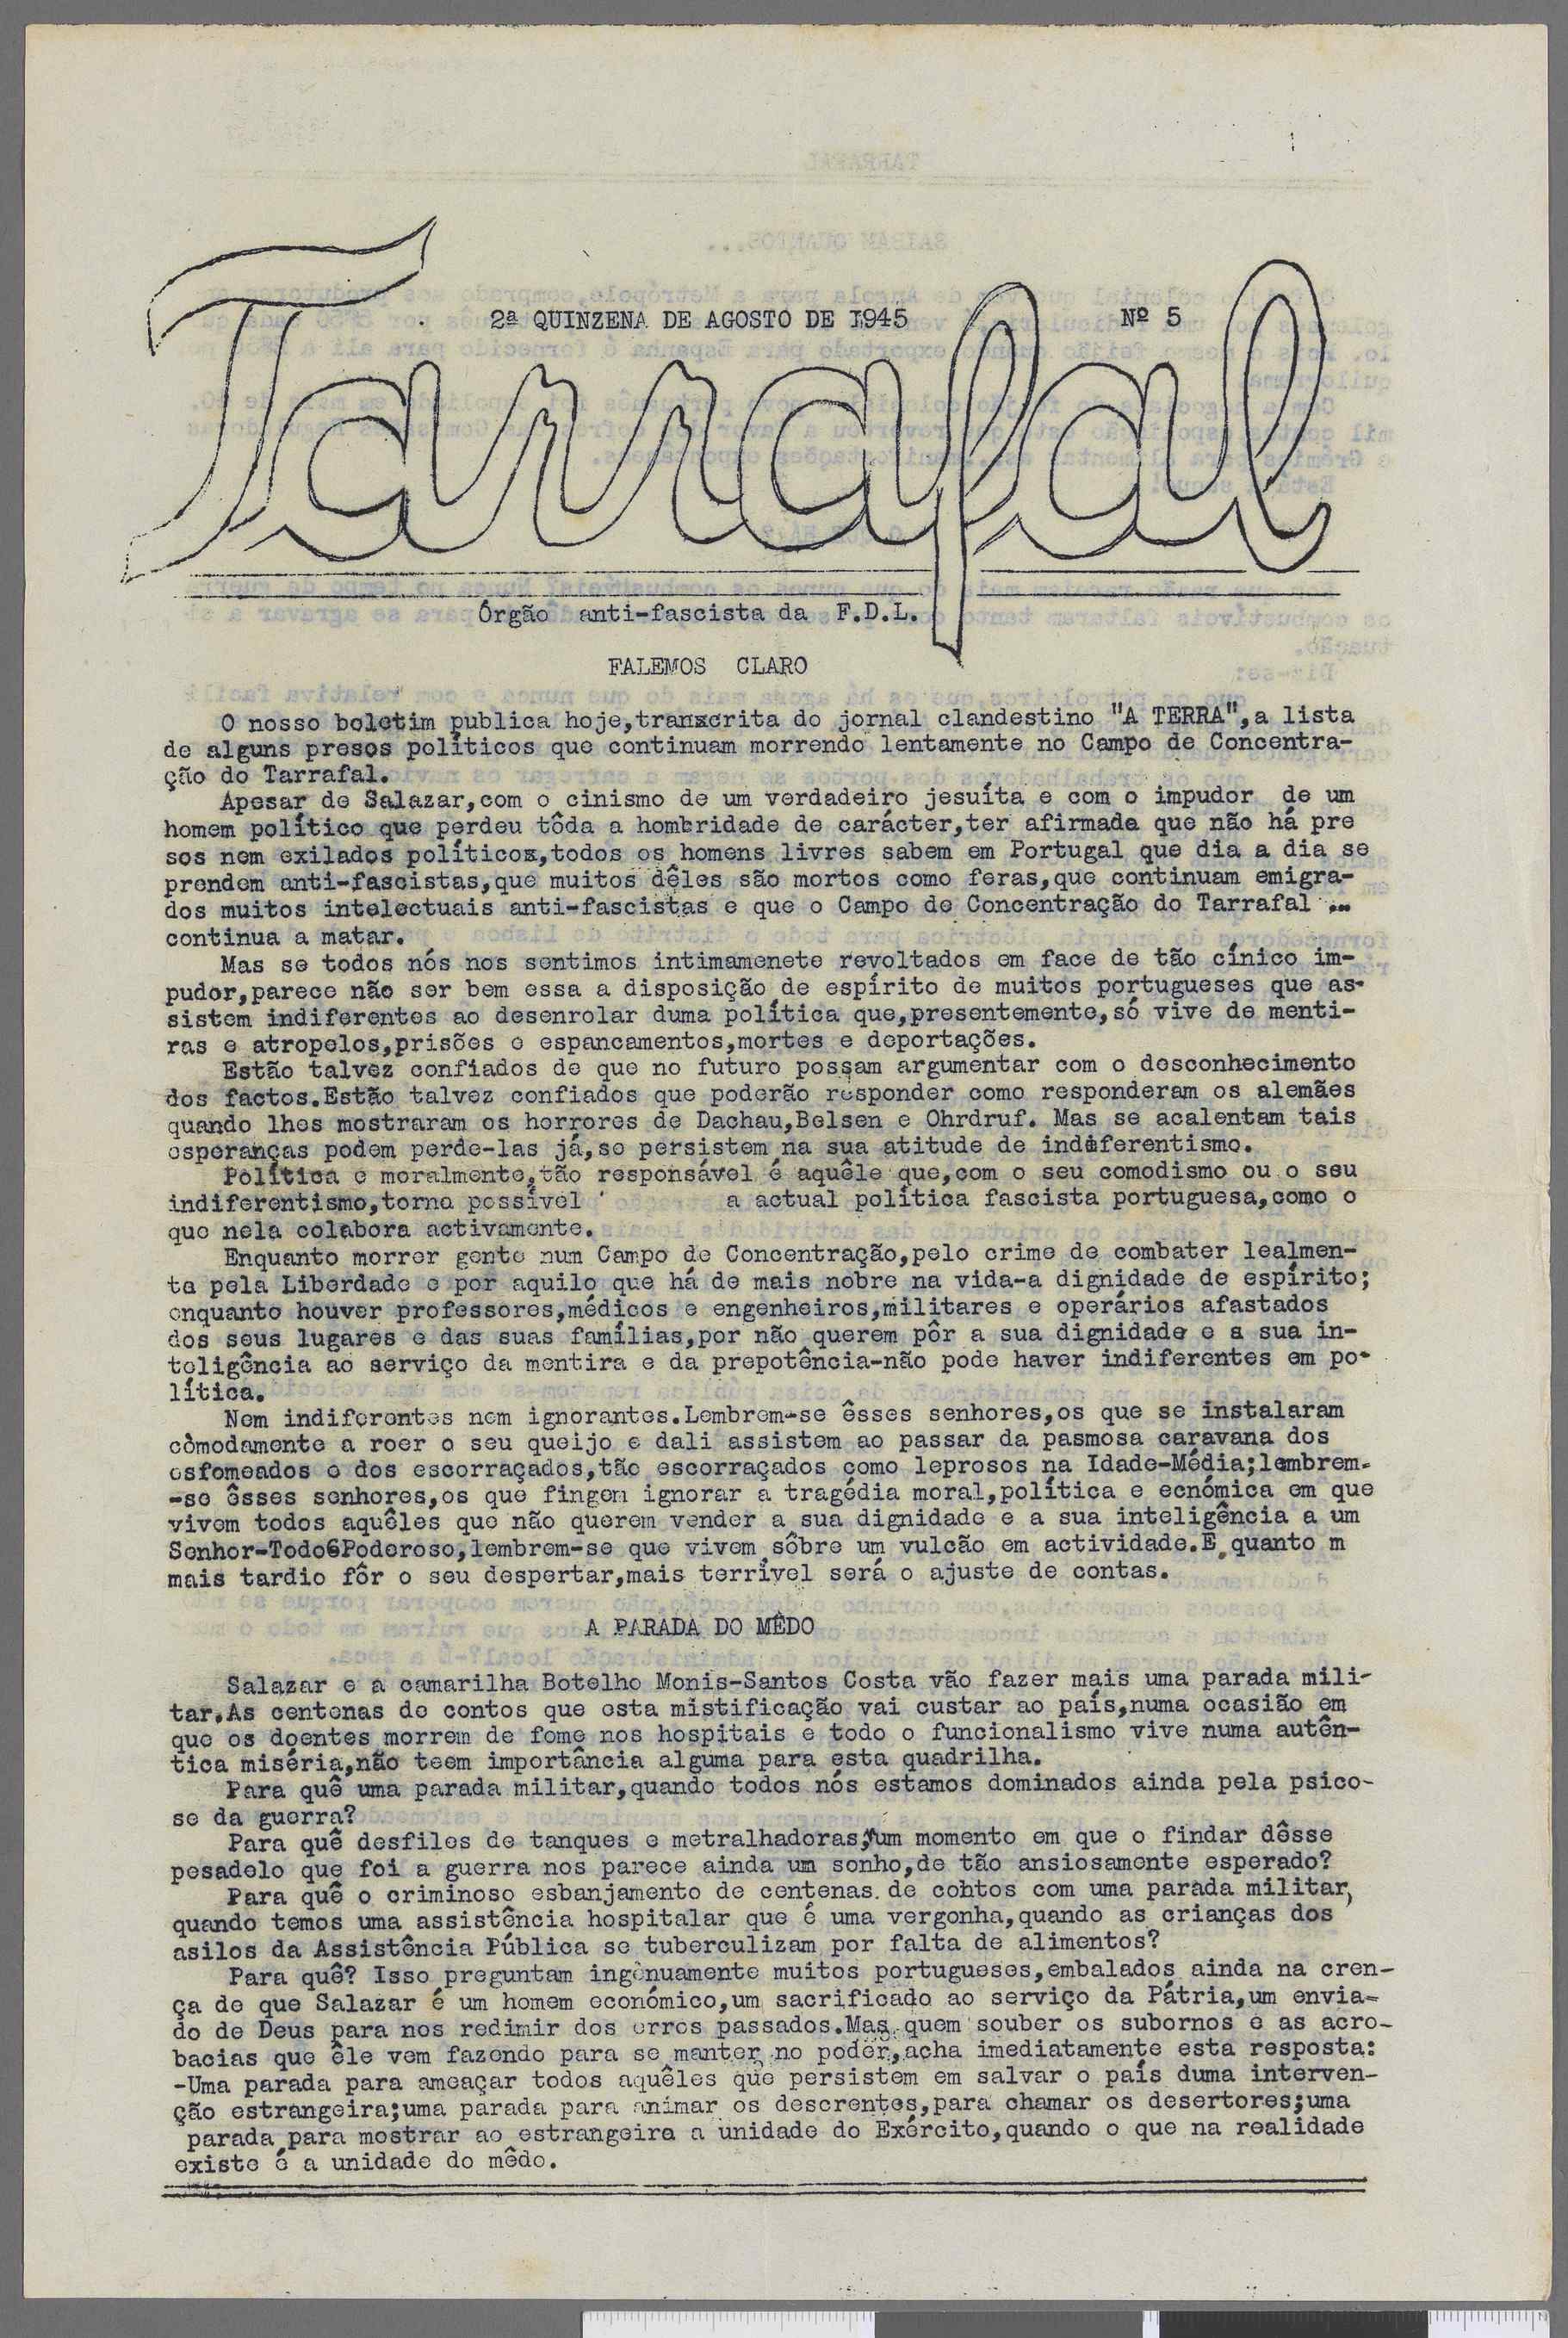 2ª QUINZENA DE AGOSTO DE 1945 Nº 5
Tarrafal
Órgão anti-fascista da F.D.L.
FALEMOS CLARO
O nosso boletim publica hoje,transcrita do jornal clandestino "A TERRA",a lista
de alguns presos políticos que continuam morrendo lentamente no Campo de Concentra-
ção do Tarrafal.
Apesar de Salazar,com o cinismo de um verdadeiro jesuíta e com o impudor de um
homem político que perdeu tôda a hombridade de carácter,ter afirmada que não há pre
sos nem exilados políticos,todos os homens livres sabem em Portugal que dia a dia se
prendem anti-fascistas,que muitos dêles são mortos como feras,que continuam emigra-
dos muitos intelectuais anti-fascistas e que o Campo de Concentração do Tarrafal ...
continua a matar.
Mas se todos nós nos sentimos intimamenete revoltados em face de tão cínico im-
pudor,parece não ser bem essa a disposição de espírito de muitos portugueses que as-
sistem indiferentes ao desenrolar duma política que,presentemente,só vive de menti-
ras e atropelos,prisões e espancamentos,mortes e deportações.
Estão talvez confiados de que no futuro possam argumentar com o desconhecimento
dos factos.Estão talvez confiados que poderão responder como responderam os alemães
quando lhes mostraram os horrores de Dachau,Belsen e Ohrdruf. Mas se acalentam tais
esperanças podem perde-las já,se persistem na sua atitude de indiferentismo.
Política e moralmente,tão responsável é aquêle que,com o seu comodismo ou o seu
indiferentismo,torna possível a actual política fascista portuguesa,como o
que nela colabora activamente.
Enquanto morrer gente num Campo de Concentração,pelo crime de combater lealmen-
te pela Liberdade e por aquilo que há de mais nobre na vida-a dignidade de espírito;
enquanto houver professores,médicos e engenheiros,militares e operários afastados
dos seus lugares e das suas famílias,por não querem pôr a sua dignidade e a sua in-
teligência ao serviço da mentira e da prepotência-não pode haver indiferentes em po-
lítica.
Nem indiferentes nem ignorantes.Lembrem-se êsses senhores,os que se instalaram
còmodamente a roer o seu queijo e dali assistem ao passar da pasmosa caravana dos
esfomeados e dos escorraçados,tão escorraçados como leprosos na Idade-Média;lembrem-
-se êsses senhores,os que fingem ignorar a tragédia moral,política e ecnómica em que
vivem todos aquêles que não querem vender a sua dignidade e a sua inteligência a um
Senhor-Todo6Poderoso,lembrem-se que vivem sôbre um vulcão em actividade.E,quanto m
mais tardio fôr o seu despertar,mais terrível será o ajuste de contas.
A PARADA DO MÊDO
Salazar e a camarilha Botelho Monis-Santos Costa vão fazer mais uma parada mili-
tar.As centenas de contos que esta mistificação vai custar ao país,numa ocasião em
que os doentes morrem de fome nos hospitais e todo o funcionalismo vive numa autên-
tica miséria,não teem importância alguma para esta quadrilha.
Para quê uma parada militar,quando todos nós estamos dominados ainda pela psico-
se da guerra?
Para quê desfiles de tanques e metralhadoras,num momento em que o findar dêsse
pesadelo que foi a guerra nos parece ainda um sonho,de tão ansiosamente esperado?
Para quê o criminoso esbanjamento de centenas de contos com uma parada militar,
quando temos uma assistência hospitalar que é uma vergonha,quando as crianças dos
asilos da Assistência Pública se tuberculizam por falta de alimentos?
Para quê? Isso preguntam ingènuamente muitos portugueses,embalados ainda na cren-
ça de que Salazar é um homem económico,um sacrificado ao serviço da Pátria,um envia-
do de Deus para nos redimir dos erros passados.Mas quem souber os subornos e as acro-
bacias que êle vem fazendo para se manter no poder,acha imediatamente esta resposta:
-Uma parada para ameaçar todos aquêles que persistem em salvar o país duma interven-
ção estrangeira;uma parada para animar os descrentes,para chamar os desertores;uma
parada para mostrar ao estrangeiro a unidade do Exército,quando o que na realidade
existe é a unidade do mêdo.